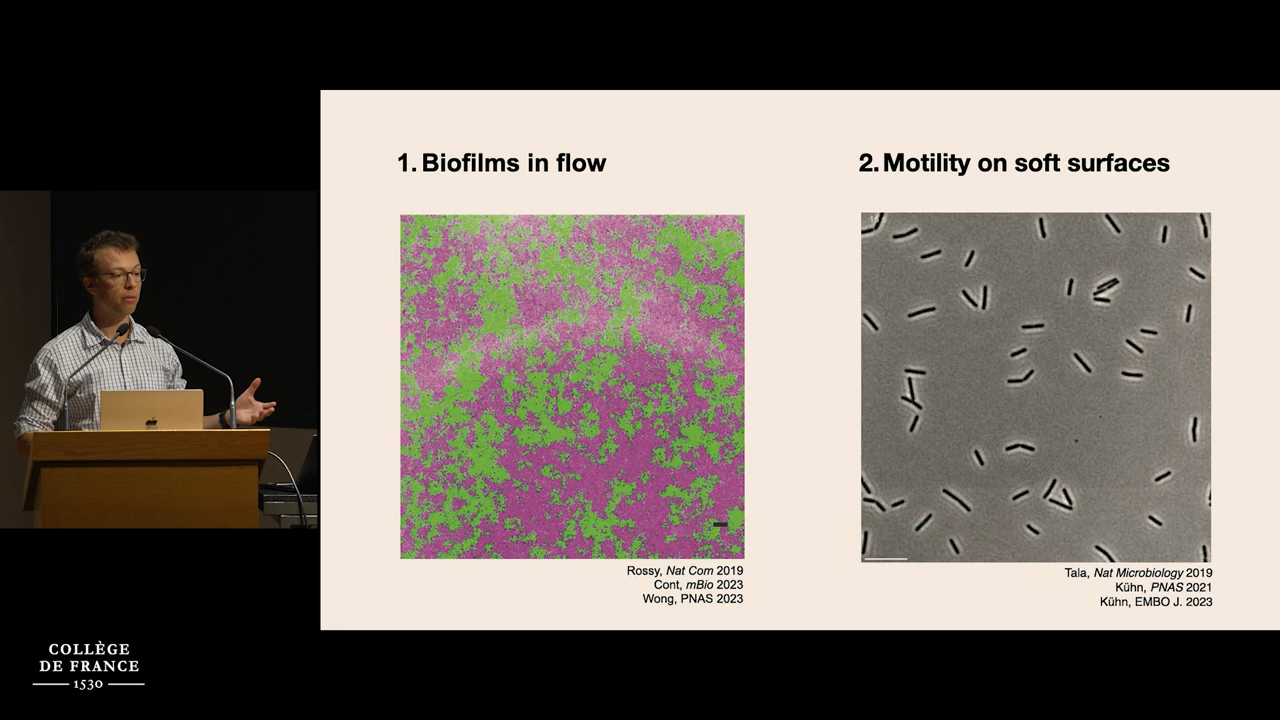 1. Biofilms in flow
Rossy, Nat Com 2019
Cont, mBio 2023
Wong, PNAS 2023
2. Motility on soft surfaces
Tala, Nat Microbiology 2019
Kühn, PNAS 2021
Kühn, EMBO J. 2023
COLLÈGE
DE FRANCE
1530